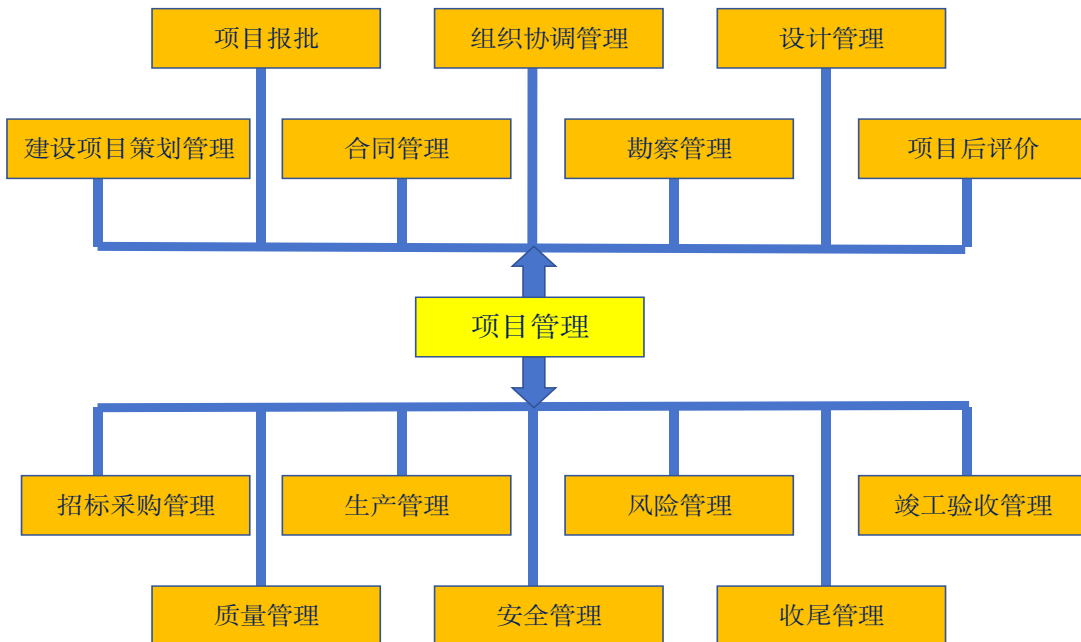 项目报批
组织协调管理
设计管理
建设项目策划管理
合同管理
勘察管理
项目后评价
项目管理
招标采购管理
生产管理
风险管理
竣工验收管理
质量管理
安全管理
收尾管理